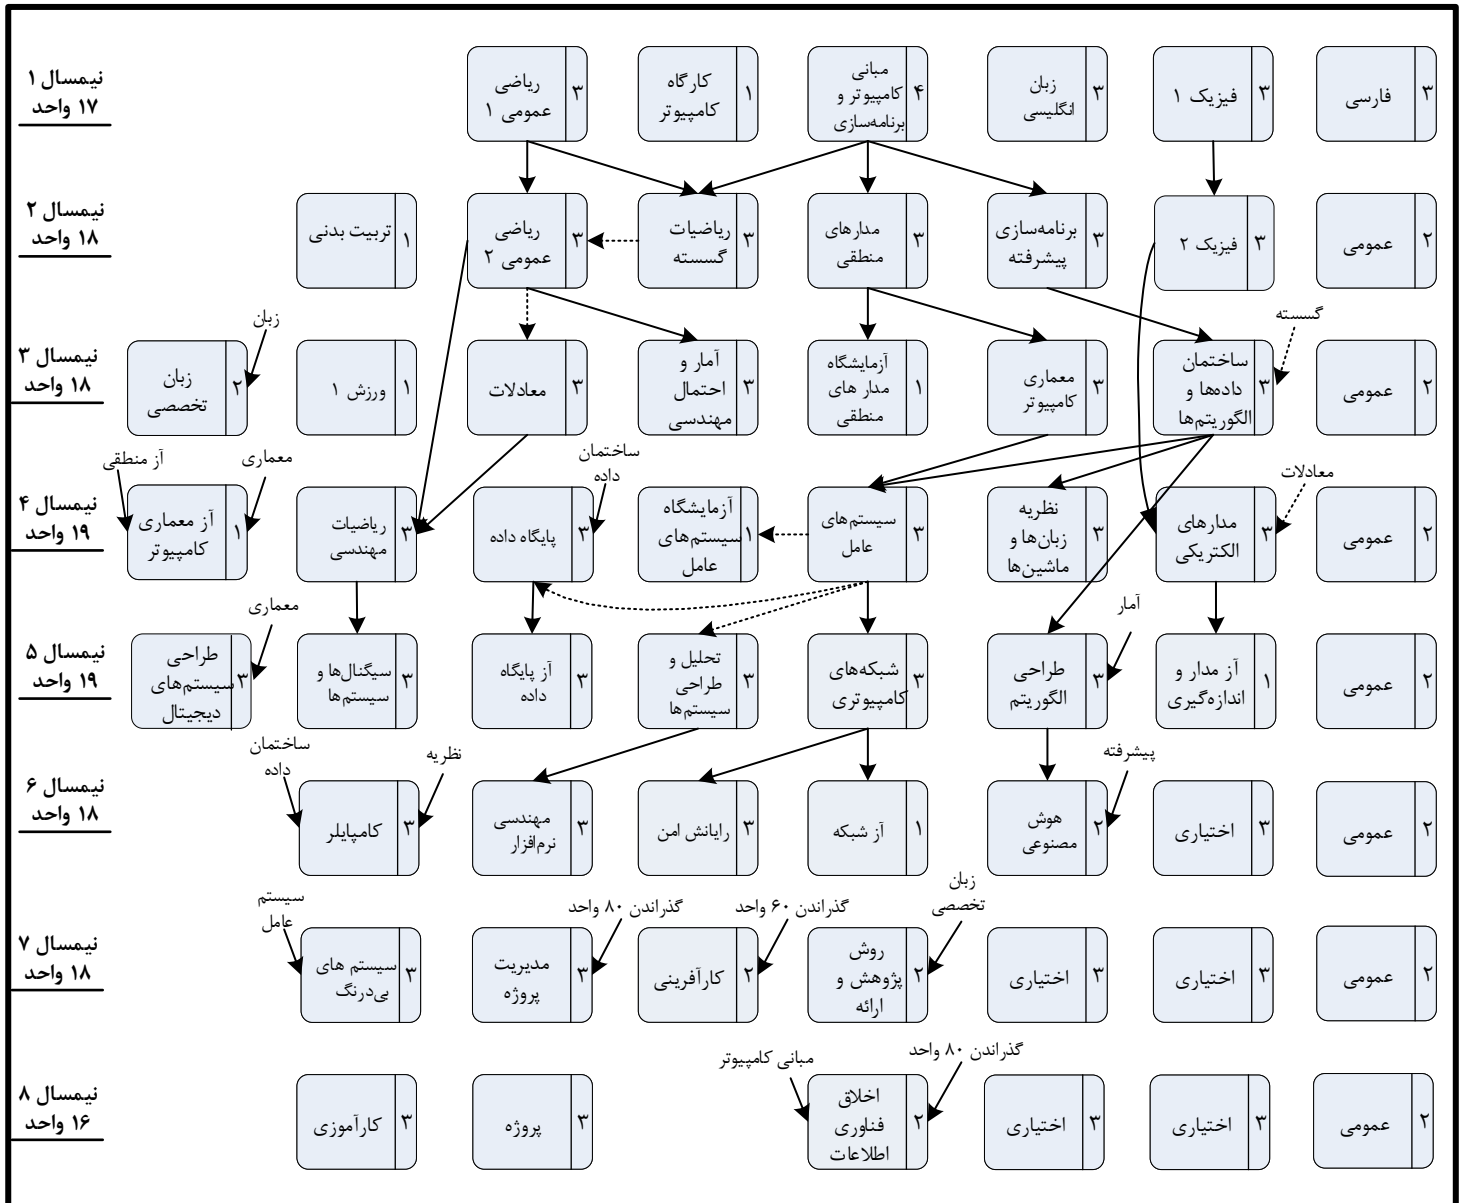 نیمسال ۱
۱۷ واحد
۳ فارسی
۳ فیزیک ۱
۳ زبان
انگلیسی
۴ مبانی
کامپیوتر و
برنامه‌سازی
۱ کارگاه
کامپیوتر
۳ ریاضی
عمومی ۱
نیمسال ۲
۱۸ واحد
۲ عمومی
۳ فیزیک ۲
۳ برنامه‌سازی
پیشرفته
۳ مدارهای
منطقی
۳ ریاضیات
گسسته
۳ ریاضی
عمومی ۲
۱ تربیت بدنی
نیمسال ۳
۱۸ واحد
۲ عمومی
گسسته
۳ ساختمان
داده‌ها و
الگوریتم‌ها
۳ معماری
کامپیوتر
۱ آزمایشگاه
مدار های
منطقی
۳ آمار و
احتمال
مهندسی
۳ معادلات
۱ ورزش ۱
زبان
۲ زبان
تخصصی
نیمسال ۴
۱۹ واحد
۲ عمومی
معادلات
۳ مدارهای
الکتریکی
۳ نظریه
زبان‌ها و
ماشین‌ها
۳ سیستم‌های
عامل
۱ آزمایشگاه
سیستم‌های
عامل
ساختمان
داده
۳ پایگاه داده
۳ ریاضیات
مهندسی
معماری
آز منطقی
۱ آز معماری
کامپیوتر
نیمسال ۵
۱۹ واحد
۲ عمومی
۱ آز مدار و
اندازه‌گیری
آمار
۳ طراحی
الگوریتم
۳ شبکه‌های
کامپیوتری
۳ تحلیل و
طراحی
سیستم‌ها
۳ آز پایگاه
داده
۳ سیگنال‌ها و
سیستم‌ها
معماری
۳ طراحی
سیستم‌های
دیجیتال
نیمسال ۶
۱۸ واحد
۲ عمومی
۳ اختیاری
پیشرفته
۲ هوش
مصنوعی
۱ آز شبکه
۳ رایانش امن
۳ مهندسی
نرم‌افزار
نظریه
ساختمان
داده
۳ کامپایلر
نیمسال ۷
۱۸ واحد
۲ عمومی
۳ اختیاری
۳ اختیاری
زبان
تخصصی
۲ روش
پژوهش و
ارائه
گذراندن ۶۰ واحد
۲ کارآفرینی
گذراندن ۸۰ واحد
۳ مدیریت
پروژه
سیستم
عامل
۳ سیستم های
بی‌درنگ
نیمسال ۸
۱۶ واحد
۲ عمومی
۳ اختیاری
۳ اختیاری
گذراندن ۸۰ واحد
مبانی کامپیوتر
۲ اخلاق
فناوری
اطلاعات
۳ پروژه
۳ کارآموزی